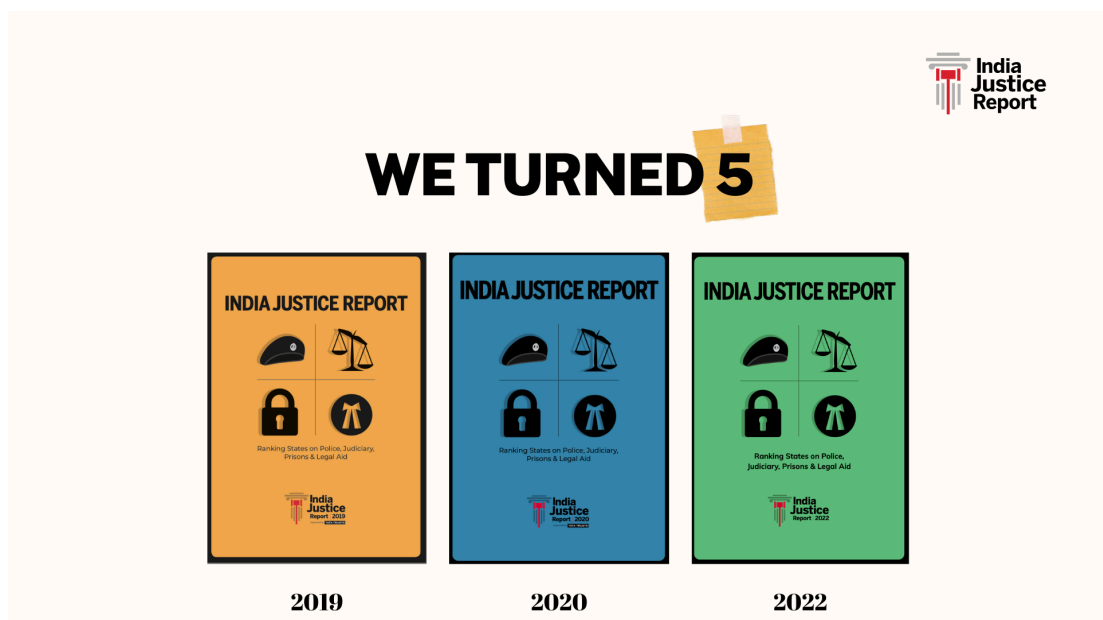 India
Justice
Report
WE TURNED 5
INDIA JUSTICE REPORT
Ranking States on Police, Judiciary,
Prisons & Legal Aid
India
Justice
Report 2019
INDIA JUSTICE REPORT
Ranking States on Police, Judiciary,
Prisons & Legal Aid
India
Justice
Report 2020
INDIA JUSTICE REPORT
Ranking States on Police,
Judiciary, Prisons & Legal Aid
India
Justice
Report 2022
2019
2020
2022